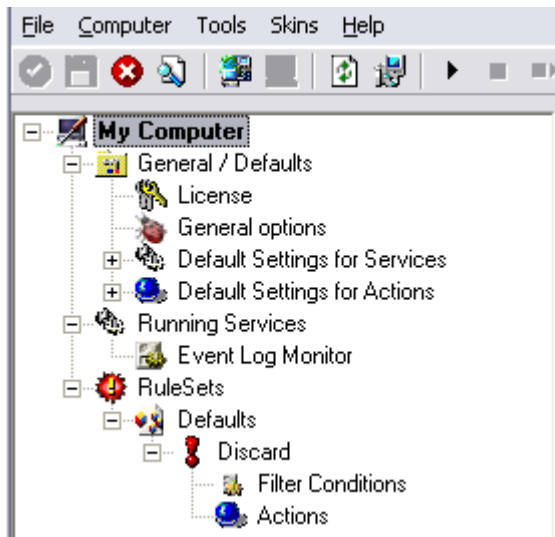 File Computer Tools Skins Help
My Computer
General / Defaults
License
General options
Default Settings for Services
Default Settings for Actions
Running Services
Event Log Monitor
RuleSets
Defaults
Discard
Filter Conditions
Actions